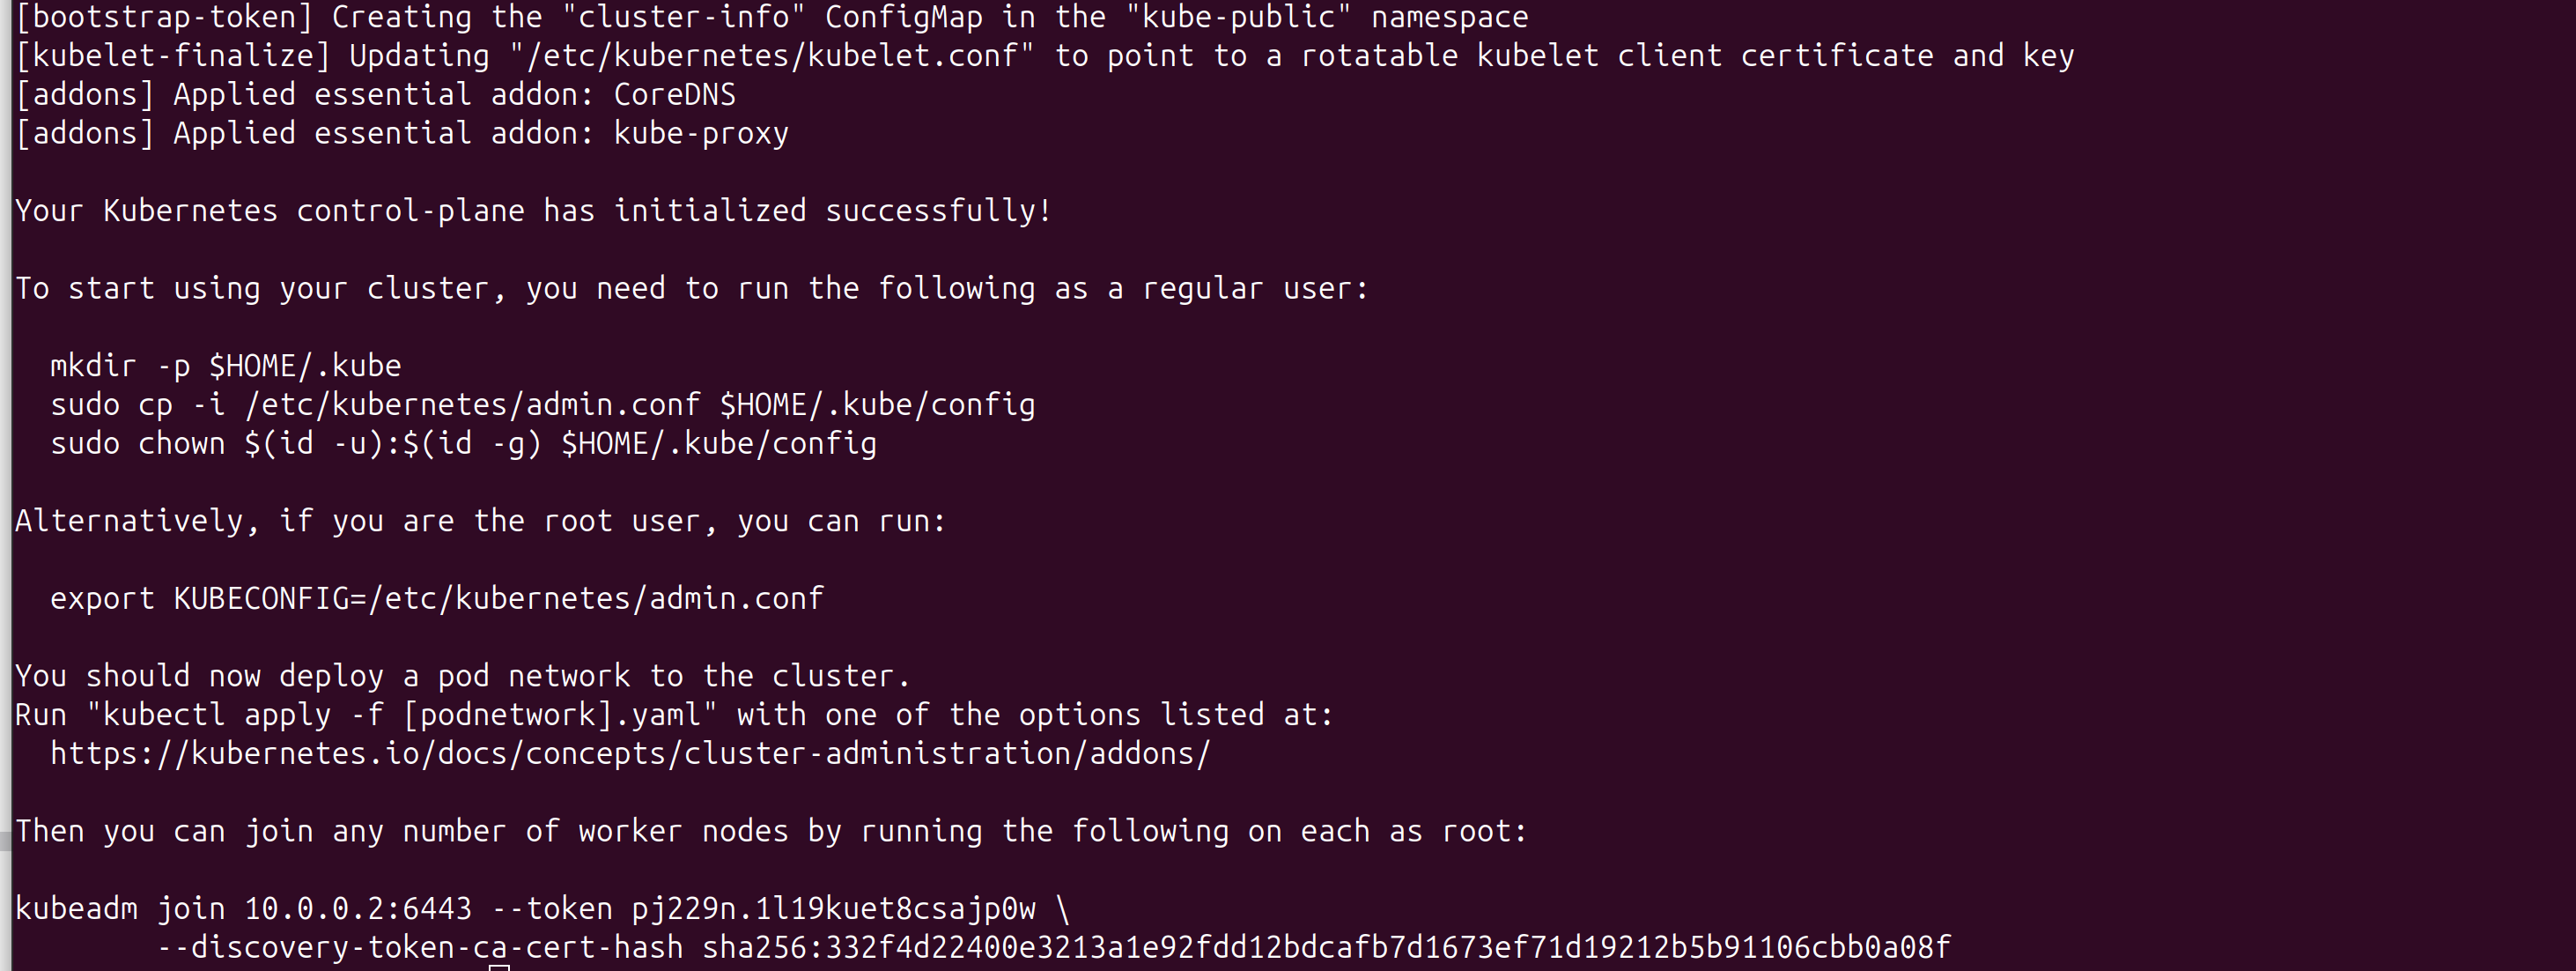 [bootstrap-token] Creating the "cluster-info" ConfigMap in the "kube-public" namespace
[kubelet-finalize] Updating "/etc/kubernetes/kubelet.conf" to point to a rotatable kubelet client certificate and key
[addons] Applied essential addon: CoreDNS
[addons] Applied essential addon: kube-proxy

Your Kubernetes control-plane has initialized successfully!

To start using your cluster, you need to run the following as a regular user:

  mkdir -p $HOME/.kube
  sudo cp -i /etc/kubernetes/admin.conf $HOME/.kube/config
  sudo chown $(id -u):$(id -g) $HOME/.kube/config

Alternatively, if you are the root user, you can run:

  export KUBECONFIG=/etc/kubernetes/admin.conf

You should now deploy a pod network to the cluster.
Run "kubectl apply -f [podnetwork].yaml" with one of the options listed at:
  https://kubernetes.io/docs/concepts/cluster-administration/addons/

Then you can join any number of worker nodes by running the following on each as root:

kubeadm join 10.0.0.2:6443 --token pj229n.1l19kuet8csajp0w \
        --discovery-token-ca-cert-hash sha256:332f4d22400e3213a1e92fdd12bdcafb7d1673ef71d19212b5b91106cbb0a08f